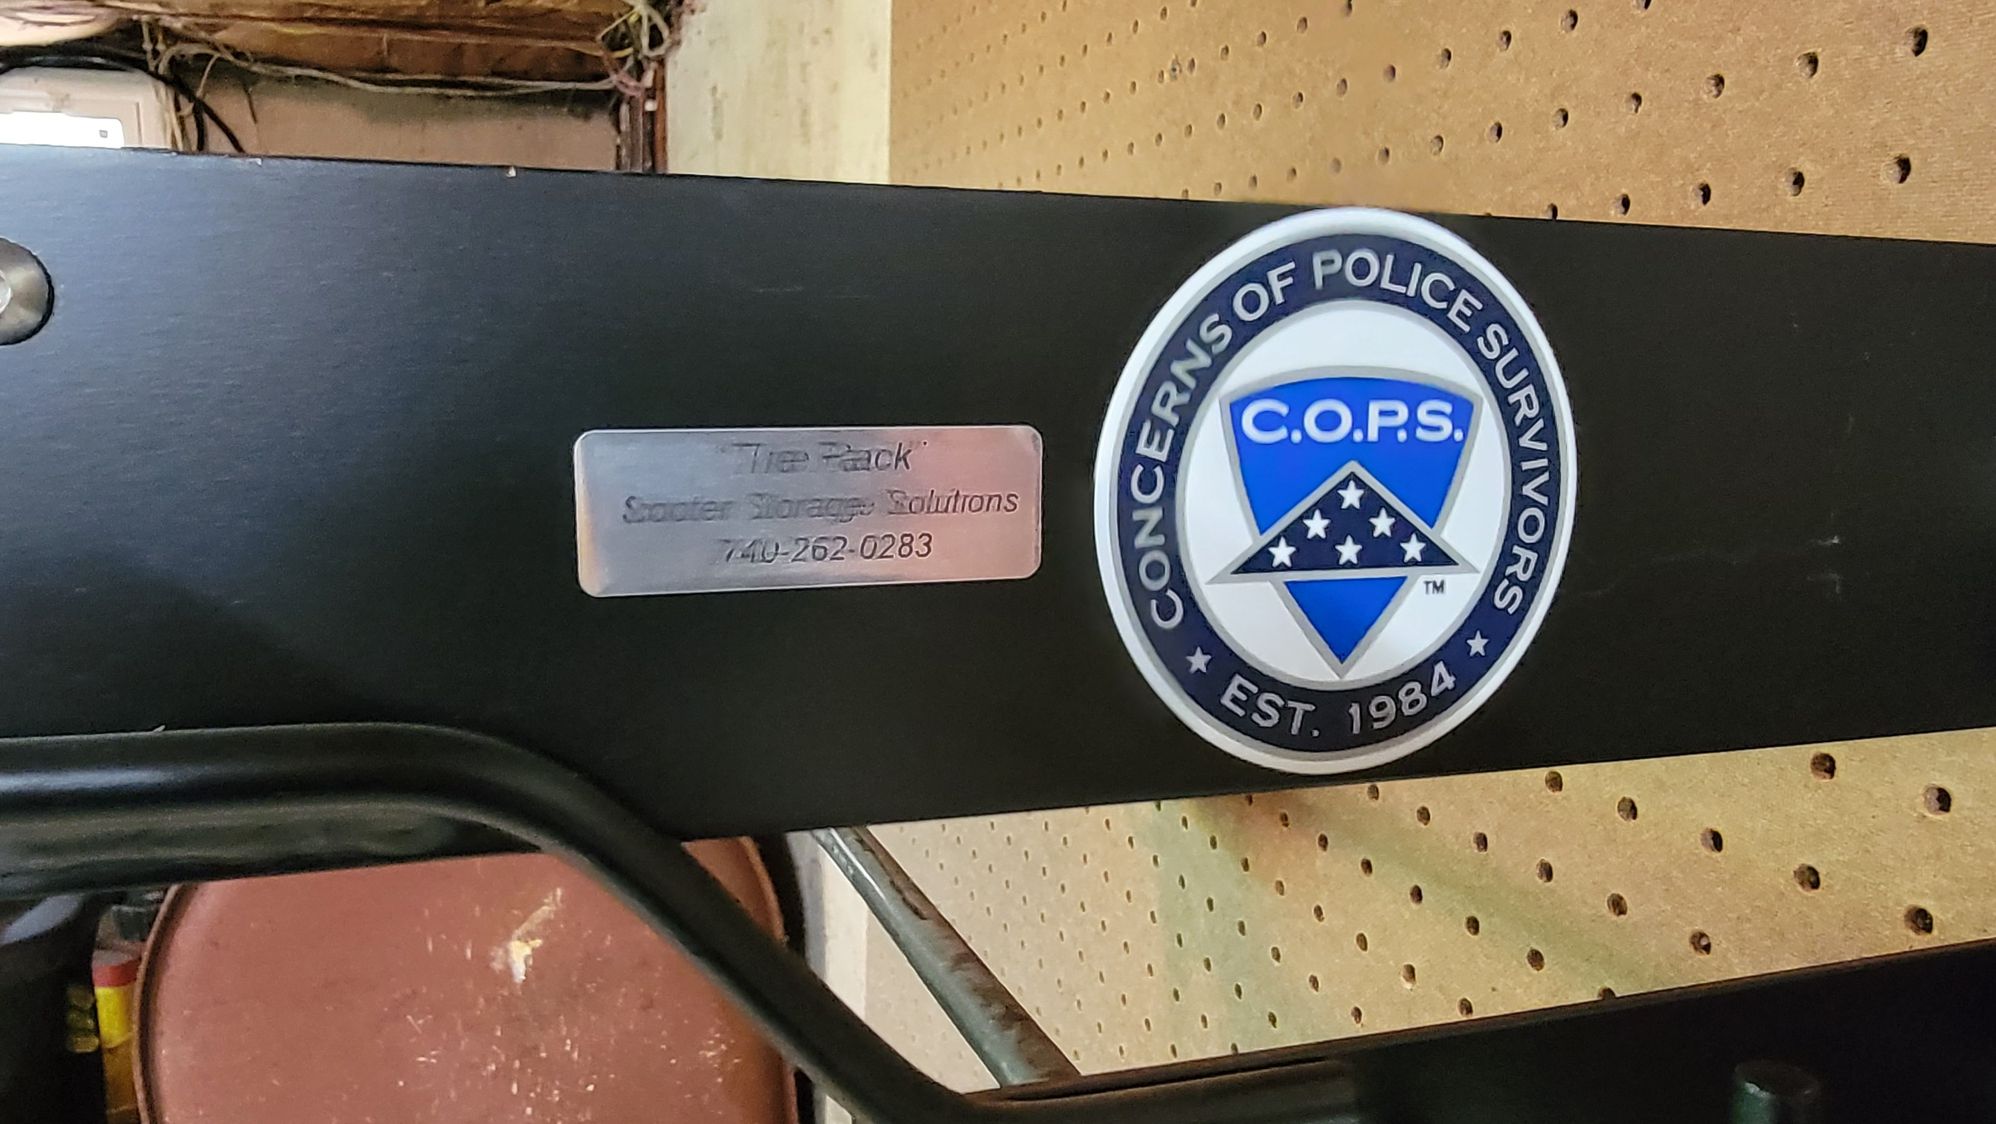 "The Rack"
Scooter Storage Solutions
740-262-0283
CONCERNS OF POLICE SURVIVORS
C.O.P.S.
TM
★ EST. 1984 ★